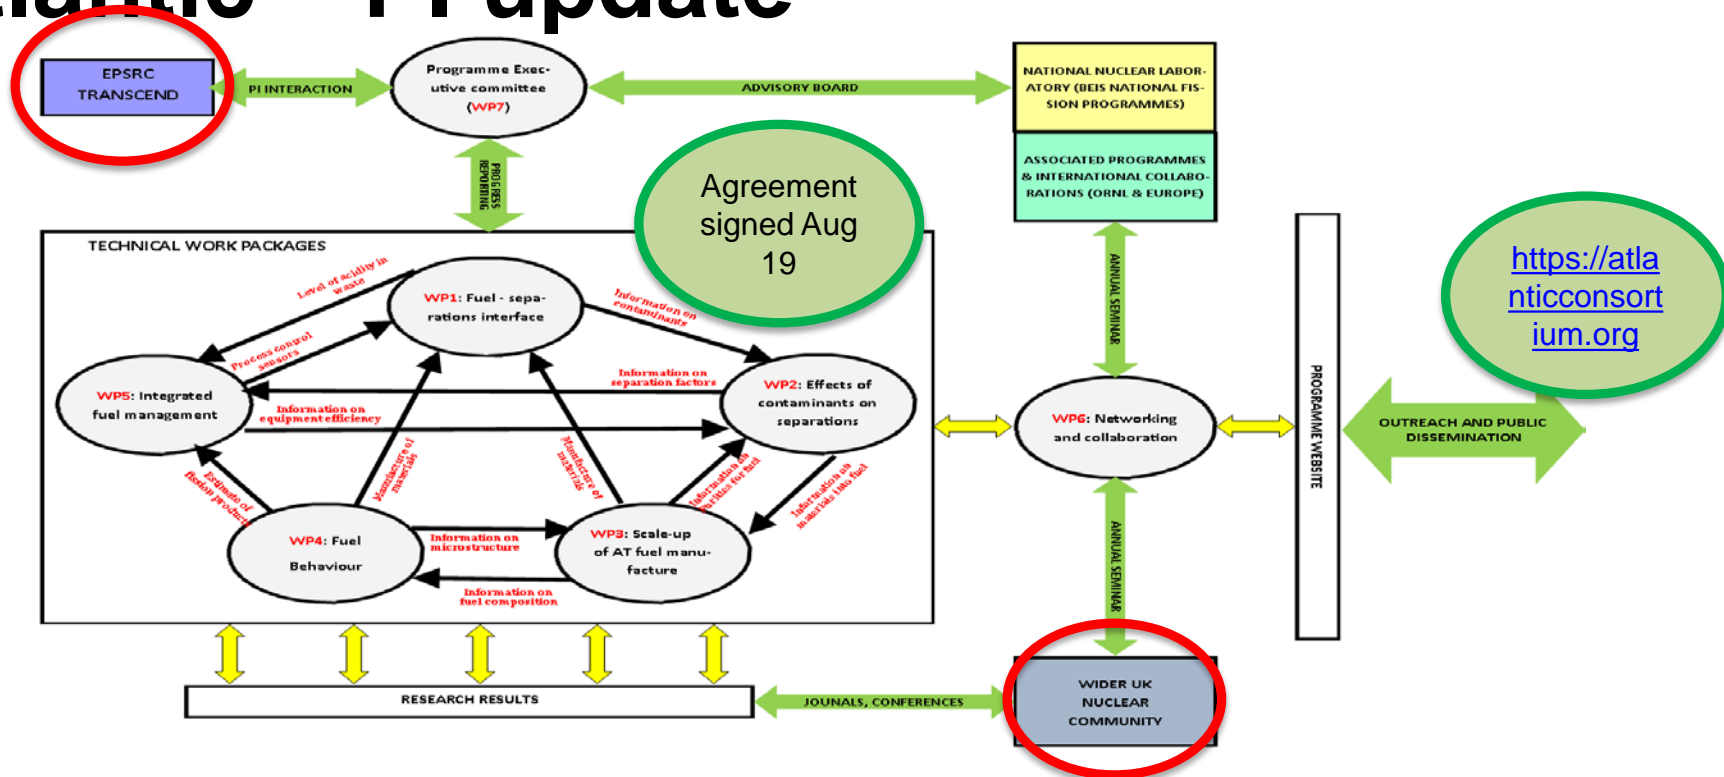 lantic – PI update
EPSRC
TRANSCEND
PI INTERACTION
Programme Exec-
utive committee
(WP7)
ADVISORY BOARD
NATIONAL NUCLEAR LABOR-
ATORY (BEIS NATIONAL FIS-
SION PROGRAMMES)
ASSOCIATED PROGRAMMES
& INTERNATIONAL COLLABO-
RATIONS (ORNL & EUROPE)
PROGRESS
REPORTING
Agreement
signed Aug
19
https://atla
nticconsort
ium.org
TECHNICAL WORK PACKAGES
Level of acidity in
waste
WP1: Fuel - sepa-
rations interface
Information on
contaminants
Process control
sensors
WP5: Integrated
fuel management
Information on
separation factors
Information on
equipment efficiency
WP2: Effects of
contaminants on
separations
Estimate of
fission product
Manufacture of
materials
Manufacture of
materials
Information on
purities for fuel
Information on
materials into fuel
WP4: Fuel
Behaviour
Information on
microstructure
WP3: Scale-up
of AT fuel manu-
facture
Information on
fuel composition
ANNUAL SEMINAR
WP6: Networking
and collaboration
PROGRAMME WEBSITE
OUTREACH AND PUBLIC
DISSEMINATION
ANNUAL SEMINAR
RESEARCH RESULTS
JOUNALS, CONFERENCES
WIDER UK
NUCLEAR
COMMUNITY